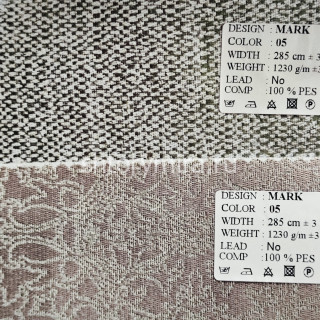 DESIGN : MARK
COLOR : 05
WIDTH : 285 cm ± 3
WEIGHT : 1230 g/m ±3
LEAD : No
COMP :100 % PES
DESIGN : MARK
COLOR : 05
WIDTH : 285 cm ± 3
WEIGHT : 1230 g/m ±3
LEAD : No
COMP :100 % PES